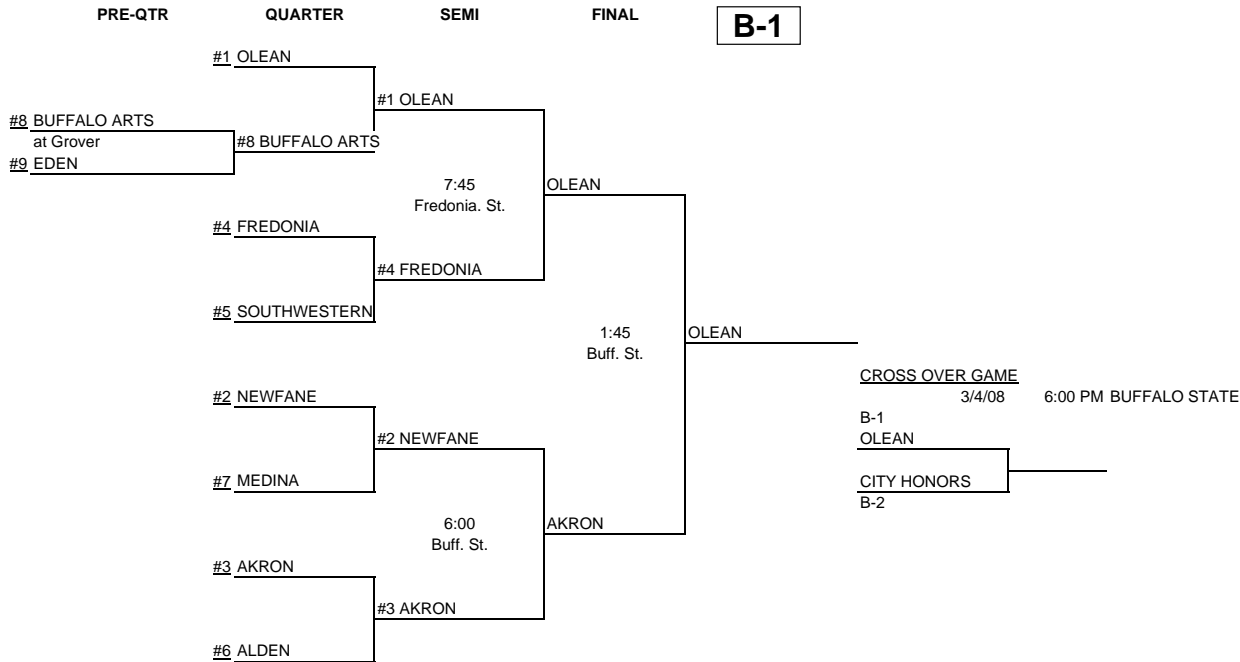 PRE-QTR QUARTER SEMI FINAL B-1
#1 OLEAN
#1 OLEAN
#8 BUFFALO ARTS
at Grover #8 BUFFALO ARTS
#9 EDEN
7:45 OLEAN
Fredonia. St.
#4 FREDONIA
#4 FREDONIA
#5 SOUTHWESTERN
1:45 OLEAN
Buff. St.
CROSS OVER GAME
#2 NEWFANE 3/4/08 6:00 PM BUFFALO STATE
B-1
#2 NEWFANE OLEAN
#7 MEDINA CITY HONORS
B-2
6:00 AKRON
Buff. St.
#3 AKRON
#3 AKRON
#6 ALDEN